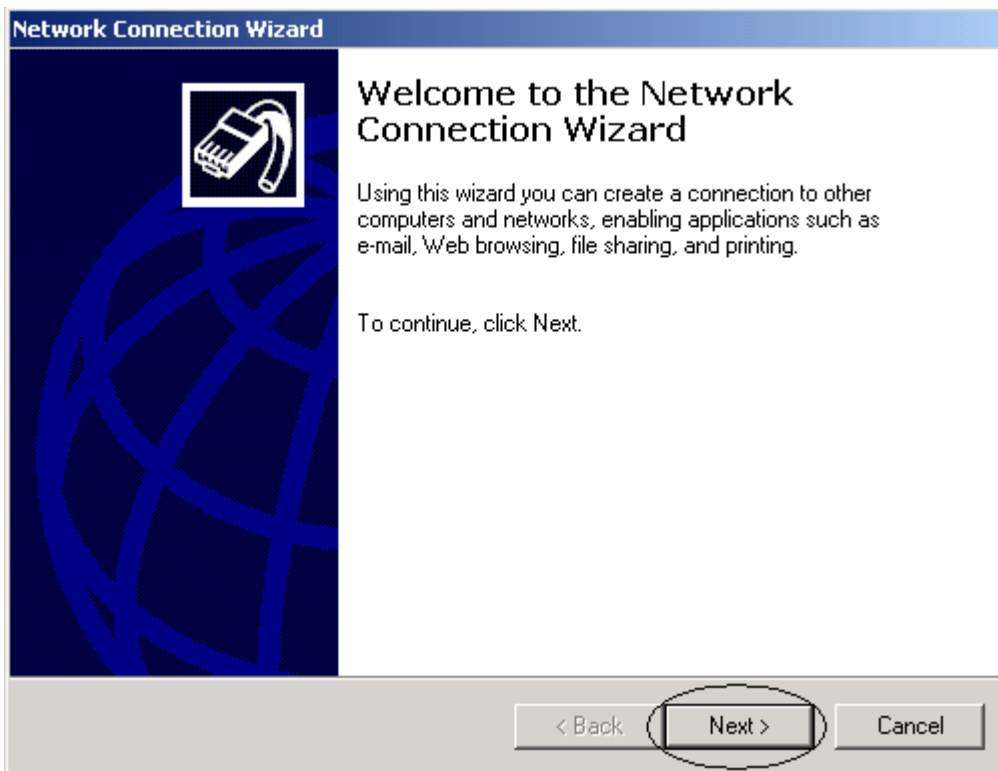 Network Connection Wizard
Welcome to the Network
Connection Wizard
Using this wizard you can create a connection to other
computers and networks, enabling applications such as
e-mail, Web browsing, file sharing, and printing.
To continue, click Next.
< Back Next > Cancel